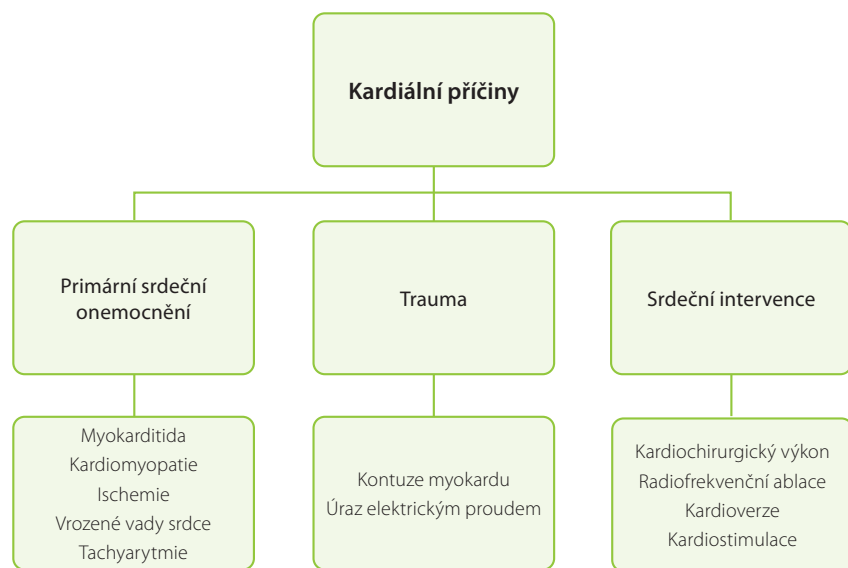 Kardiální příčiny
Primární srdeční
onemocnění
Trauma
Srdeční intervence
Myokarditida
Kardiomyopatie
Ischemie
Vrozené vady srdce
Tachyarytmie
Kontuze myokardu
Úraz elektrickým proudem
Kardiochirurgický výkon
Radiofrekvenční ablace
Kardioverze
Kardiostimulace